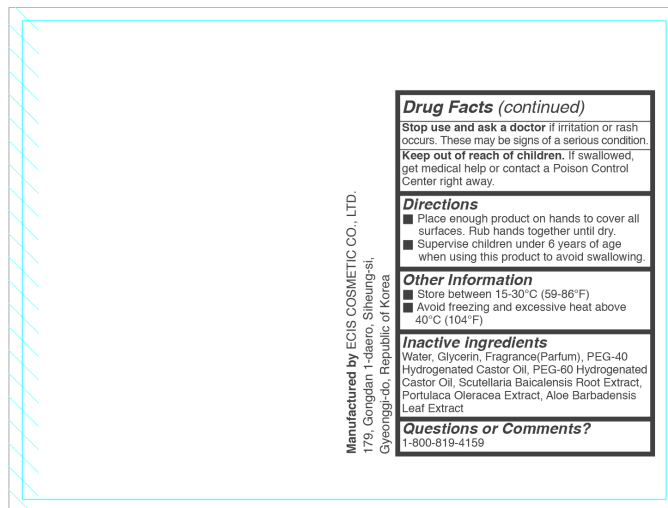 Drug Facts (continued)
Stop use and ask a doctor if irritation or rash
occurs. These may be signs of a serious condition.
Keep out of reach of children. If swallowed,
get medical help or contact a Poison Control
Center right away.
Directions
■ Place enough product on hands to cover all
surfaces. Rub hands together until dry.
■ Supervise children under 6 years of age
when using this product to avoid swallowing.
Other Information
■ Store between 15-30°C (59-86°F)
■ Avoid freezing and excessive heat above
40°C (104°F)
Inactive ingredients
Water, Glycerin, Fragrance(Parfum), PEG-40
Hydrogenated Castor Oil, PEG-60 Hydrogenated
Castor Oil, Scutellaria Baicalensis Root Extract,
Portulaca Oleracea Extract, Aloe Barbadensis
Leaf Extract
Questions or Comments?
1-800-819-4159
Manufactured by ECIS COSMETIC CO., LTD.
179, Gongdan 1-daero, Siheung-si,
Gyeonggi-do, Republic of Korea